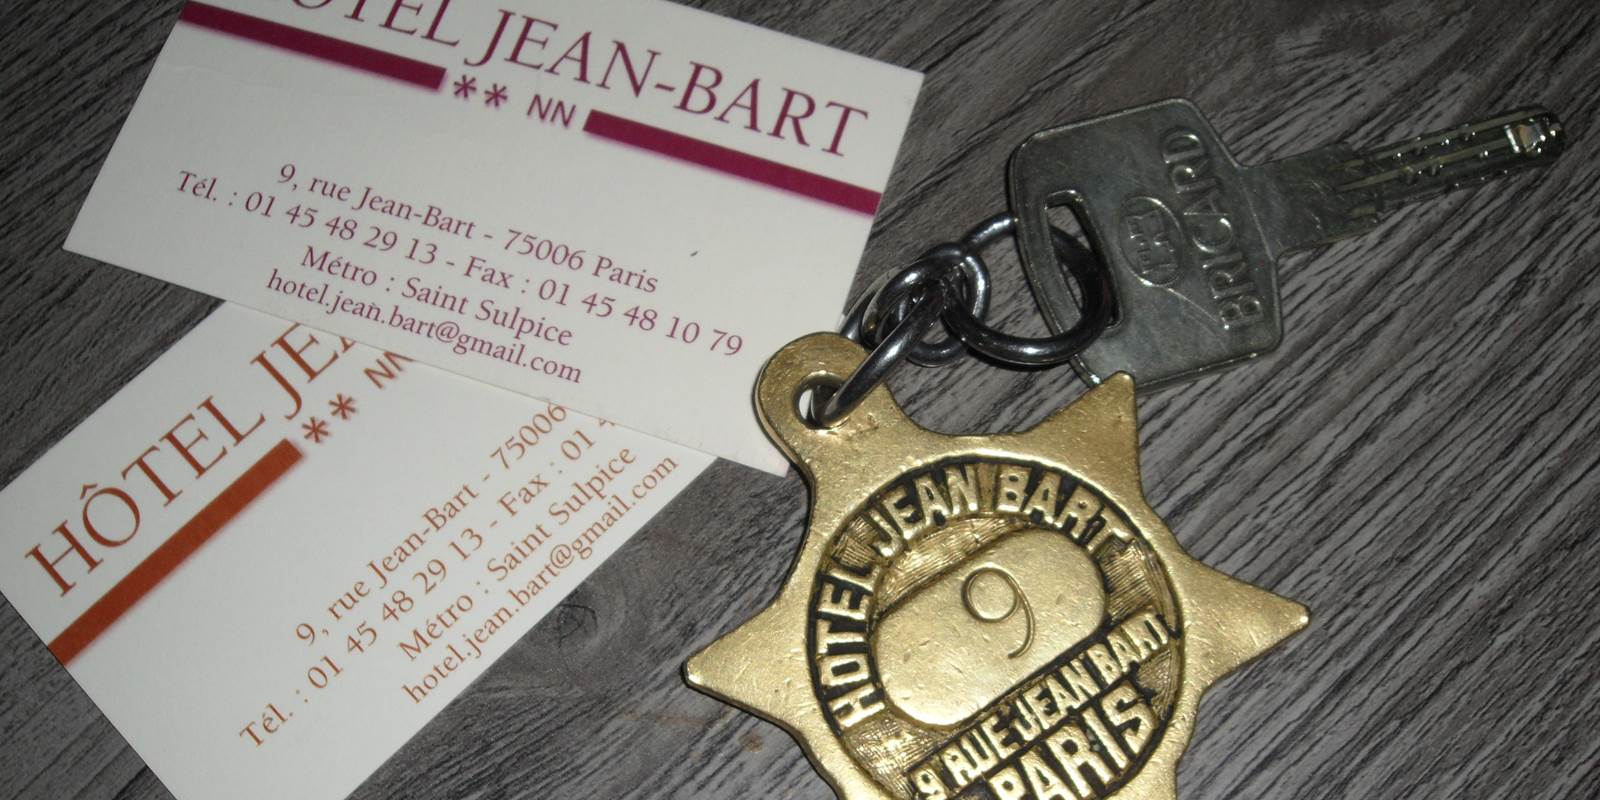 HÔTEL JEAN-BART
** NN
9, rue Jean-Bart - 75006 Paris
Tél. : 01 45 48 29 13 - Fax : 01 45 48 10 79
Métro : Saint Sulpice
hotel.jean.bart@gmail.com
HÔTEL JEA
** NN
9, rue Jean-Bart - 75006
Tél. : 01 45 48 29 13 - Fax : 01 4
Métro : Saint Sulpice
hotel.jean.bart@gmail.com
BRICARD
HOTEL JEAN BART
9
9 RUE JEAN BART
PARIS